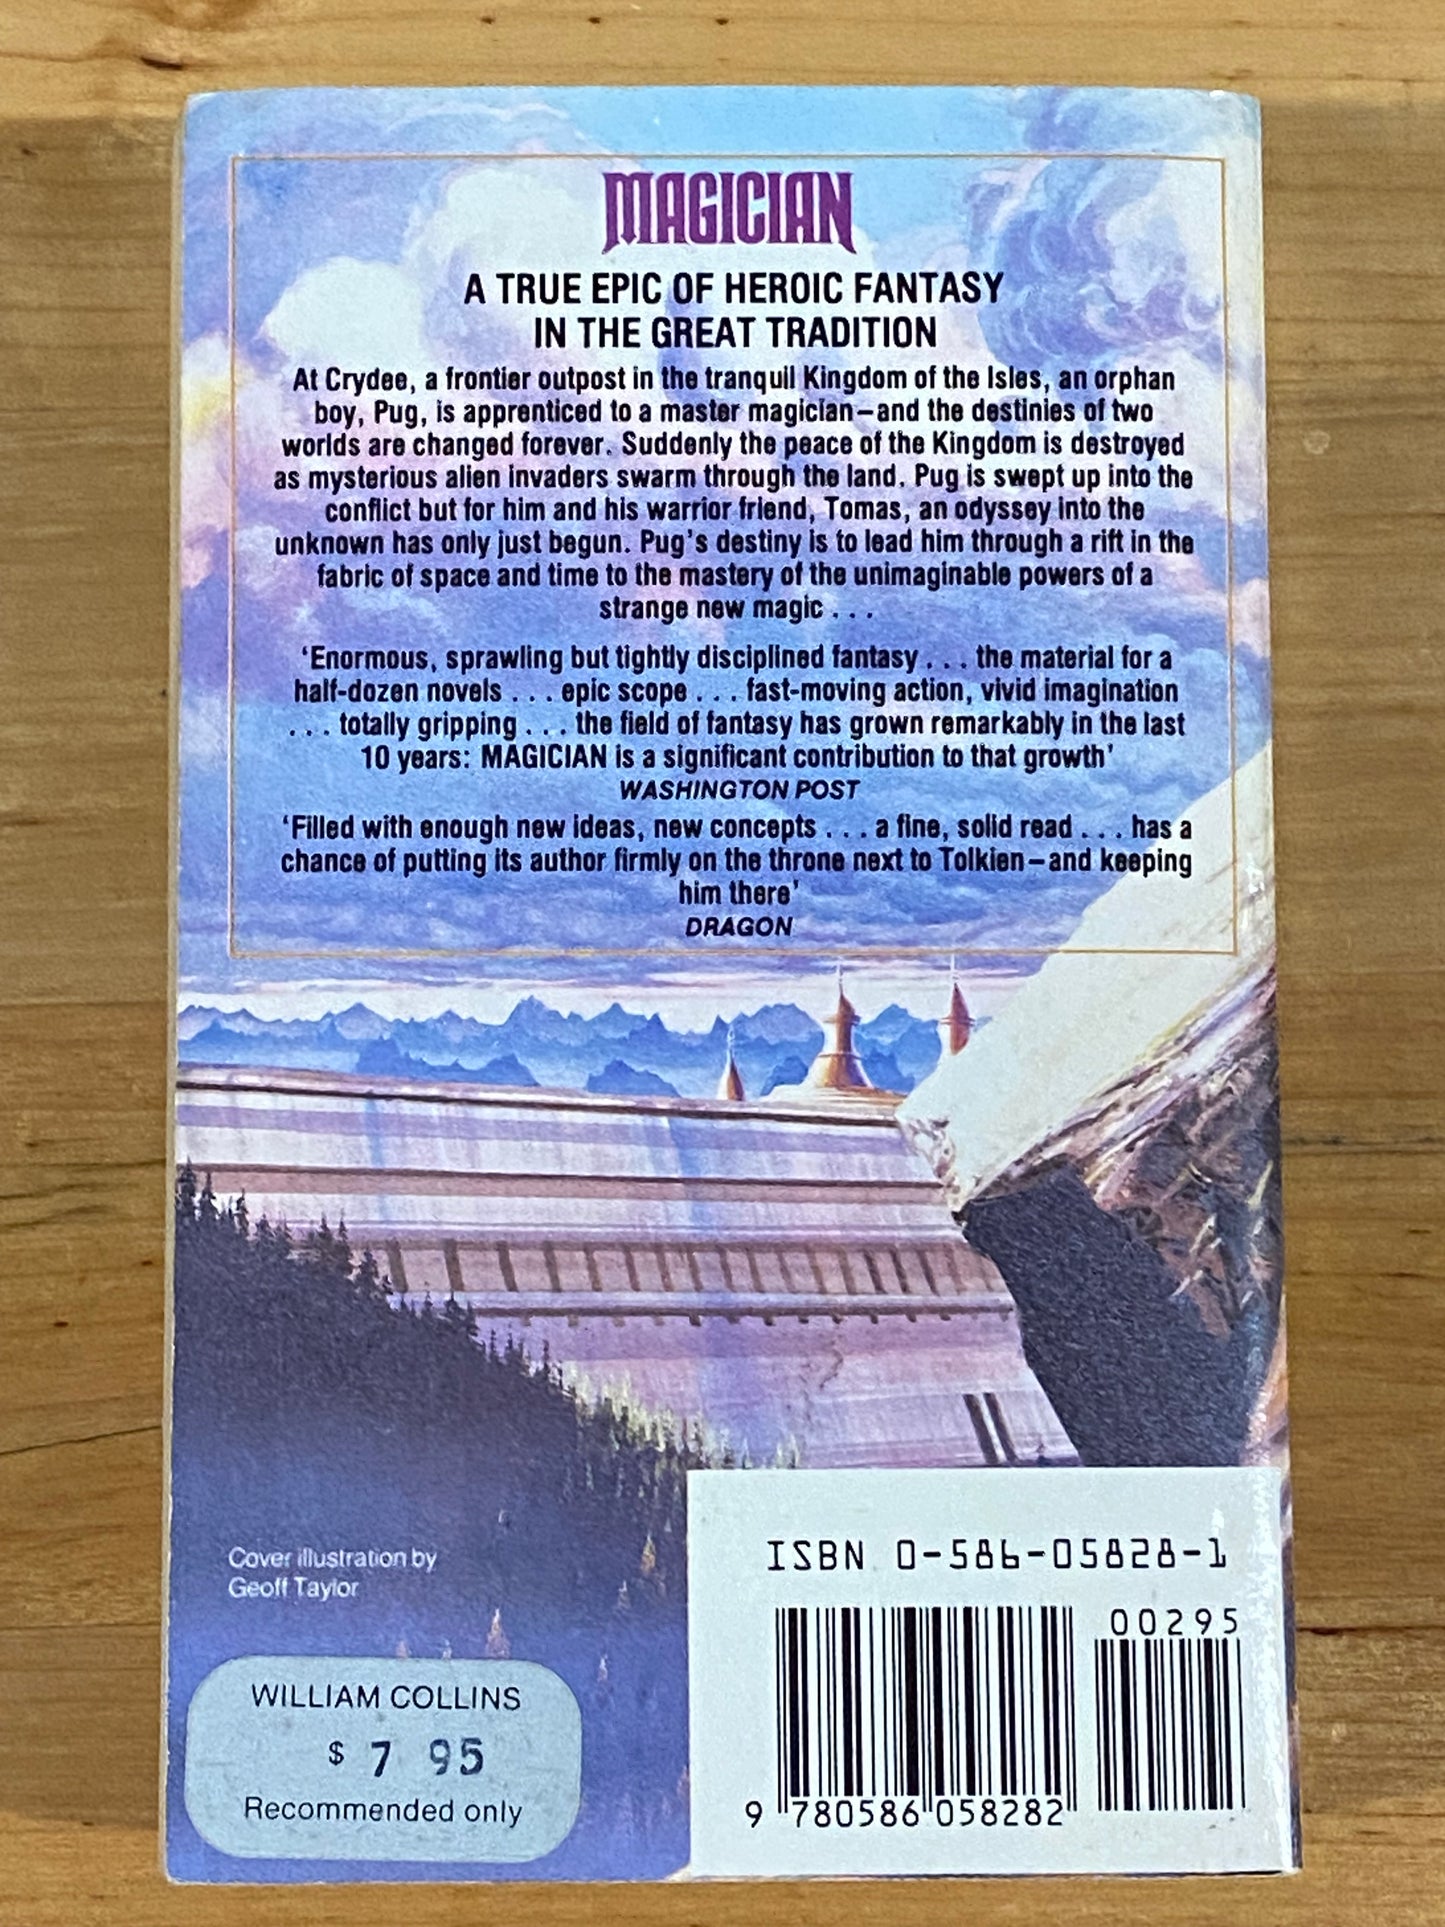 MAGICIAN
A TRUE EPIC OF HEROIC FANTASY
IN THE GREAT TRADITION
At Crydee, a frontier outpost in the tranquil Kingdom of the Isles, an orphan
boy, Pug, is apprenticed to a master magician—and the destinies of two
worlds are changed forever. Suddenly the peace of the Kingdom is destroyed
as mysterious alien invaders swarm through the land. Pug is swept up into the
conflict but for him and his warrior friend, Tomas, an odyssey into the
unknown has only just begun. Pug's destiny is to lead him through a rift in the
fabric of space and time to the mastery of the unimaginable powers of a
strange new magic . . .
'Enormous, sprawling but tightly disciplined fantasy . . . the material for a
half-dozen novels . . . epic scope . . . fast-moving action, vivid imagination
. . . totally gripping . . . the field of fantasy has grown remarkably in the last
10 years: MAGICIAN is a significant contribution to that growth'
WASHINGTON POST
'Filled with enough new ideas, new concepts . . . a fine, solid read . . . has a
chance of putting its author firmly on the throne next to Tolkien—and keeping
him there'
DRAGON
Cover illustration by
Geoff Taylor
WILLIAM COLLINS
$ 7 95
Recommended only
ISBN 0-586-05828-1
00295
9 780586 058282